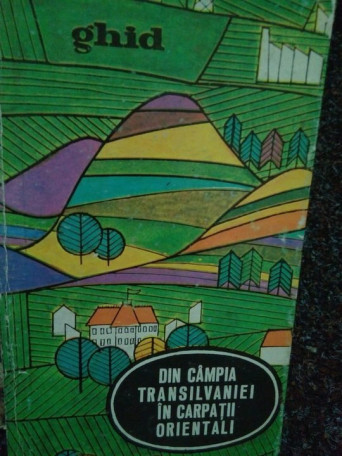 ghid
DIN CÂMPIA
TRANSILVANIEI
ÎN CARPAȚII
ORIENTALI